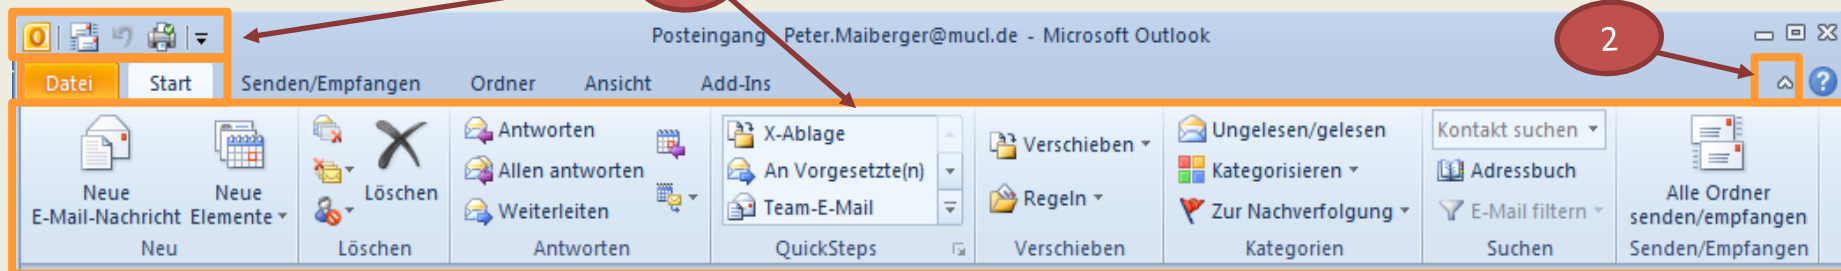 Posteingang - Peter.Maiberger@mucl.de - Microsoft Outlook
2
Datei Start Senden/Empfangen Ordner Ansicht Add-Ins
Neue
E-Mail-Nachricht
Neue
Elemente
Neu
Löschen
Löschen
Antworten
Allen antworten
Weiterleiten
Antworten
X-Ablage
An Vorgesetzte(n)
Team-E-Mail
QuickSteps
Verschieben
Regeln
Verschieben
Ungelesen/gelesen
Kategorisieren
Zur Nachverfolgung
Kategorien
Kontakt suchen
Adressbuch
E-Mail filtern
Suchen
Alle Ordner
senden/empfangen
Senden/Empfangen